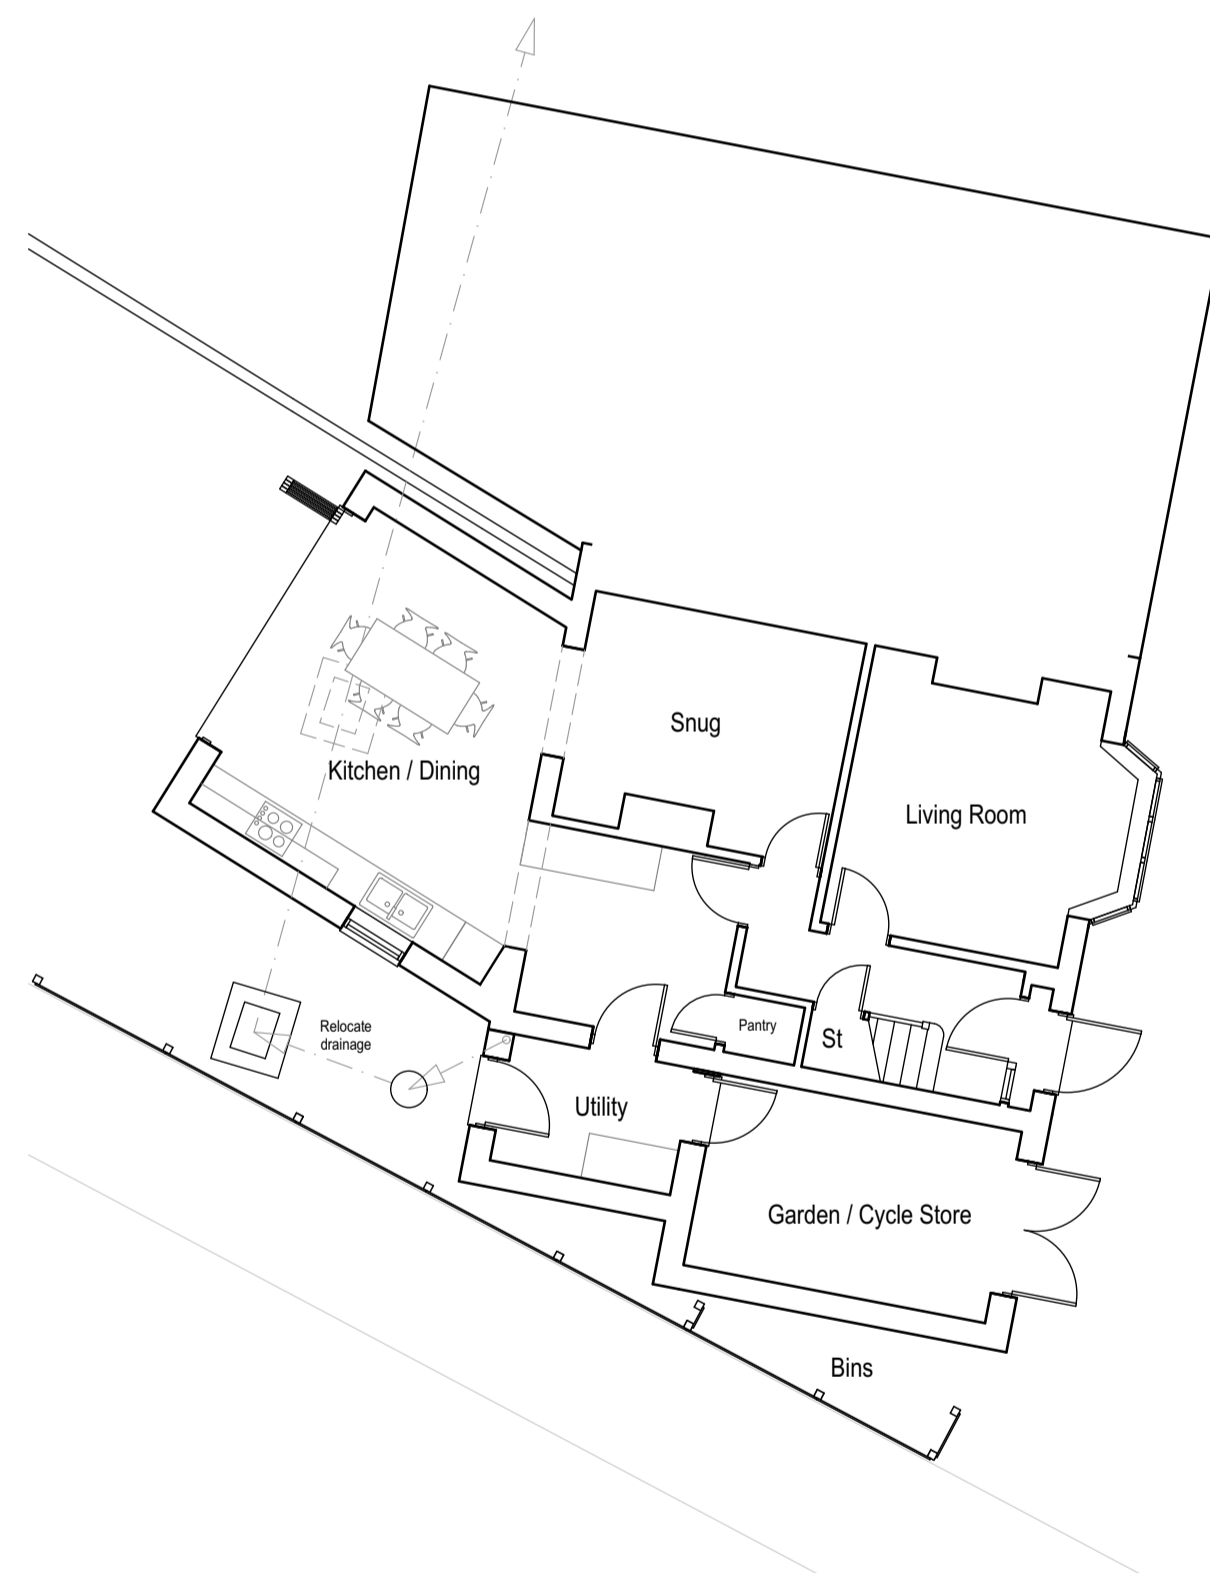 Snug
Kitchen / Dining
Living Room
Relocate
drainage
Pantry
St
Utility
Garden / Cycle Store
Bins